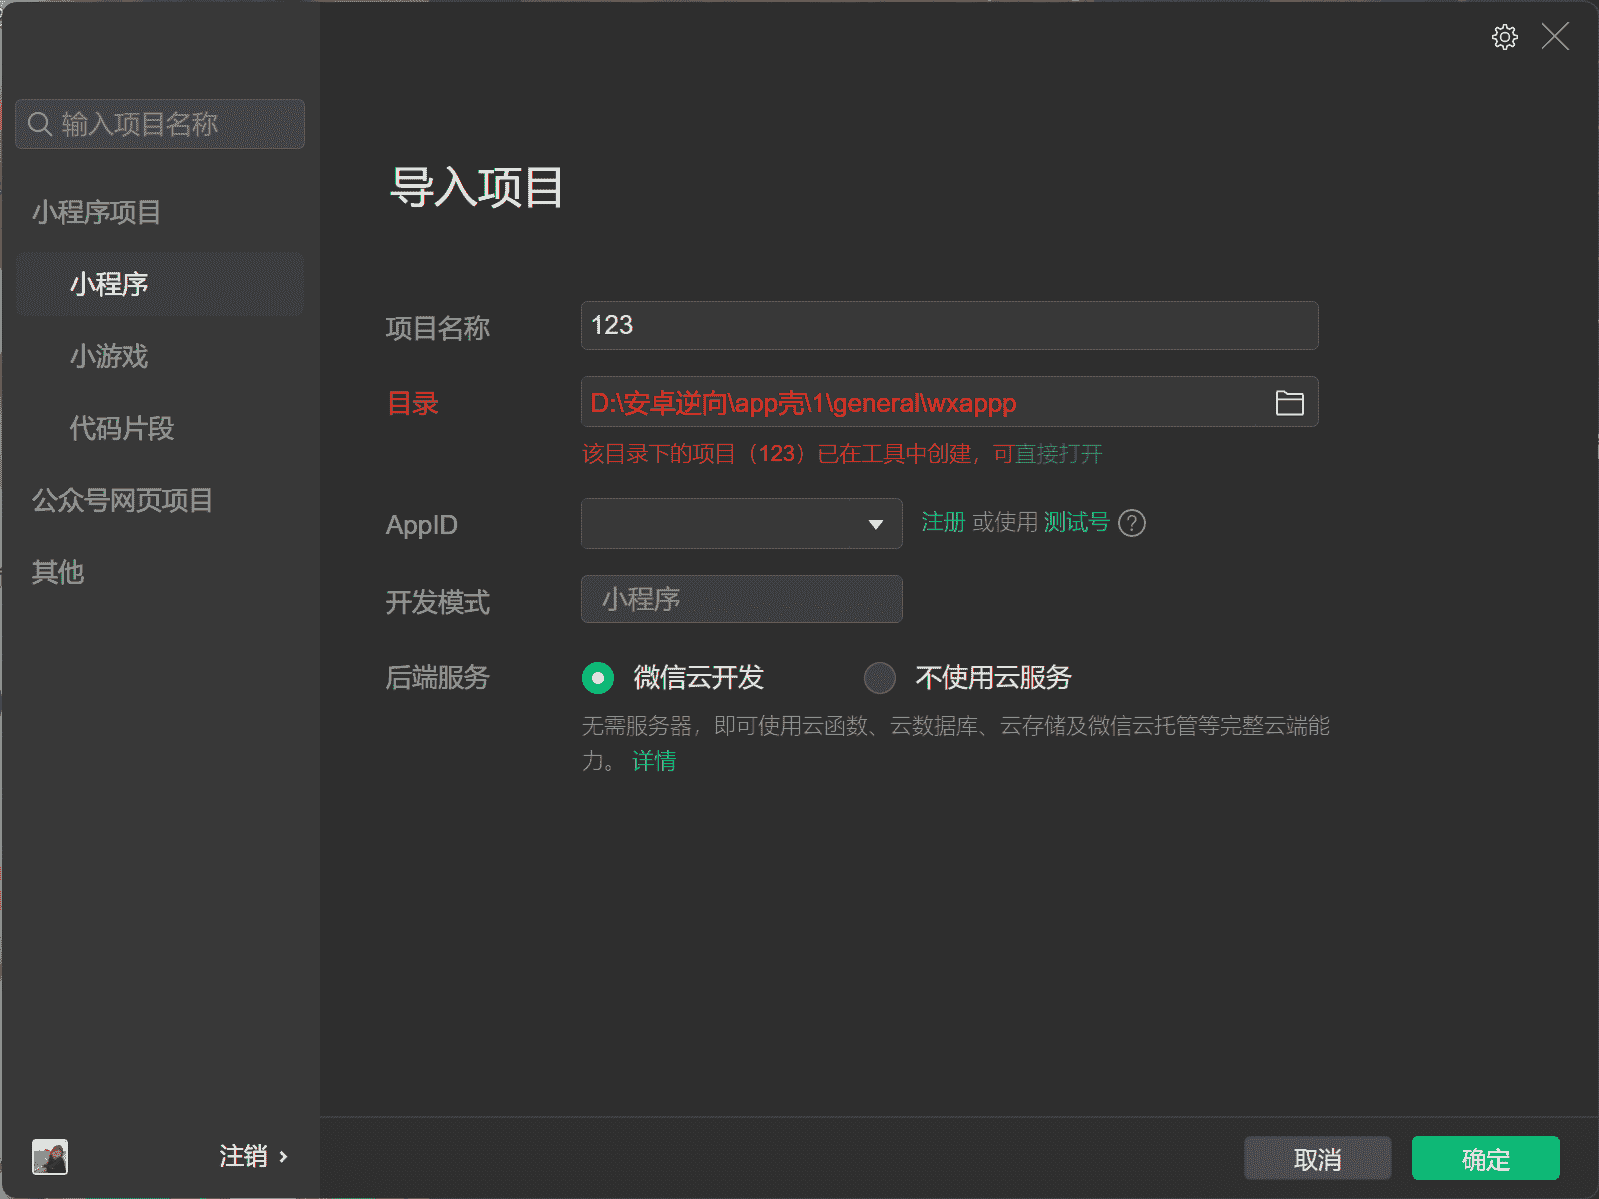 输入项目名称
小程序项目
小程序
小游戏
代码片段
公众号网页项目
其他
注销
导入项目
项目名称 123
目录 D:\安卓逆向\app壳\1\general\wxappp
该目录下的项目（123）已在工具中创建，可直接打开
AppID 注册 或使用 测试号
开发模式 小程序
后端服务 微信云开发 不使用云服务
无需服务器，即可使用云函数、云数据库、云存储及微信云托管等完整云端能
力。 详情
取消 确定